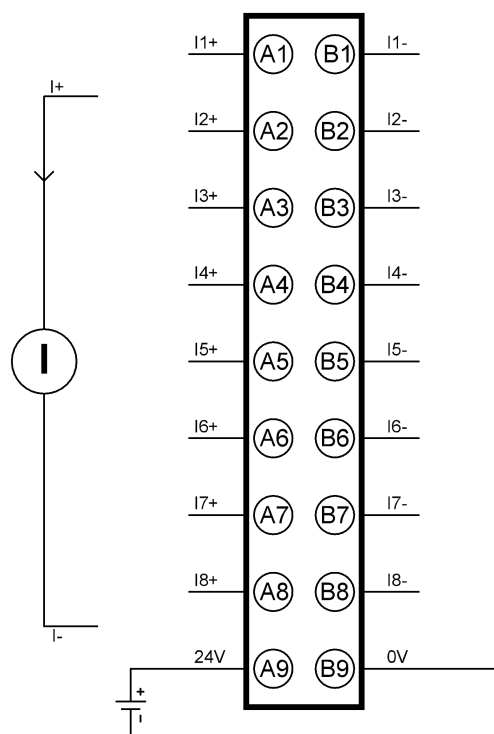 I1+ A1 B1 I1-
I+
I2+ A2 B2 I2-
I3+ A3 B3 I3-
I4+ A4 B4 I4-
I
I5+ A5 B5 I5-
I6+ A6 B6 I6-
I7+ A7 B7 I7-
I8+ A8 B8 I8-
I-
24V A9 B9 0V
+
-